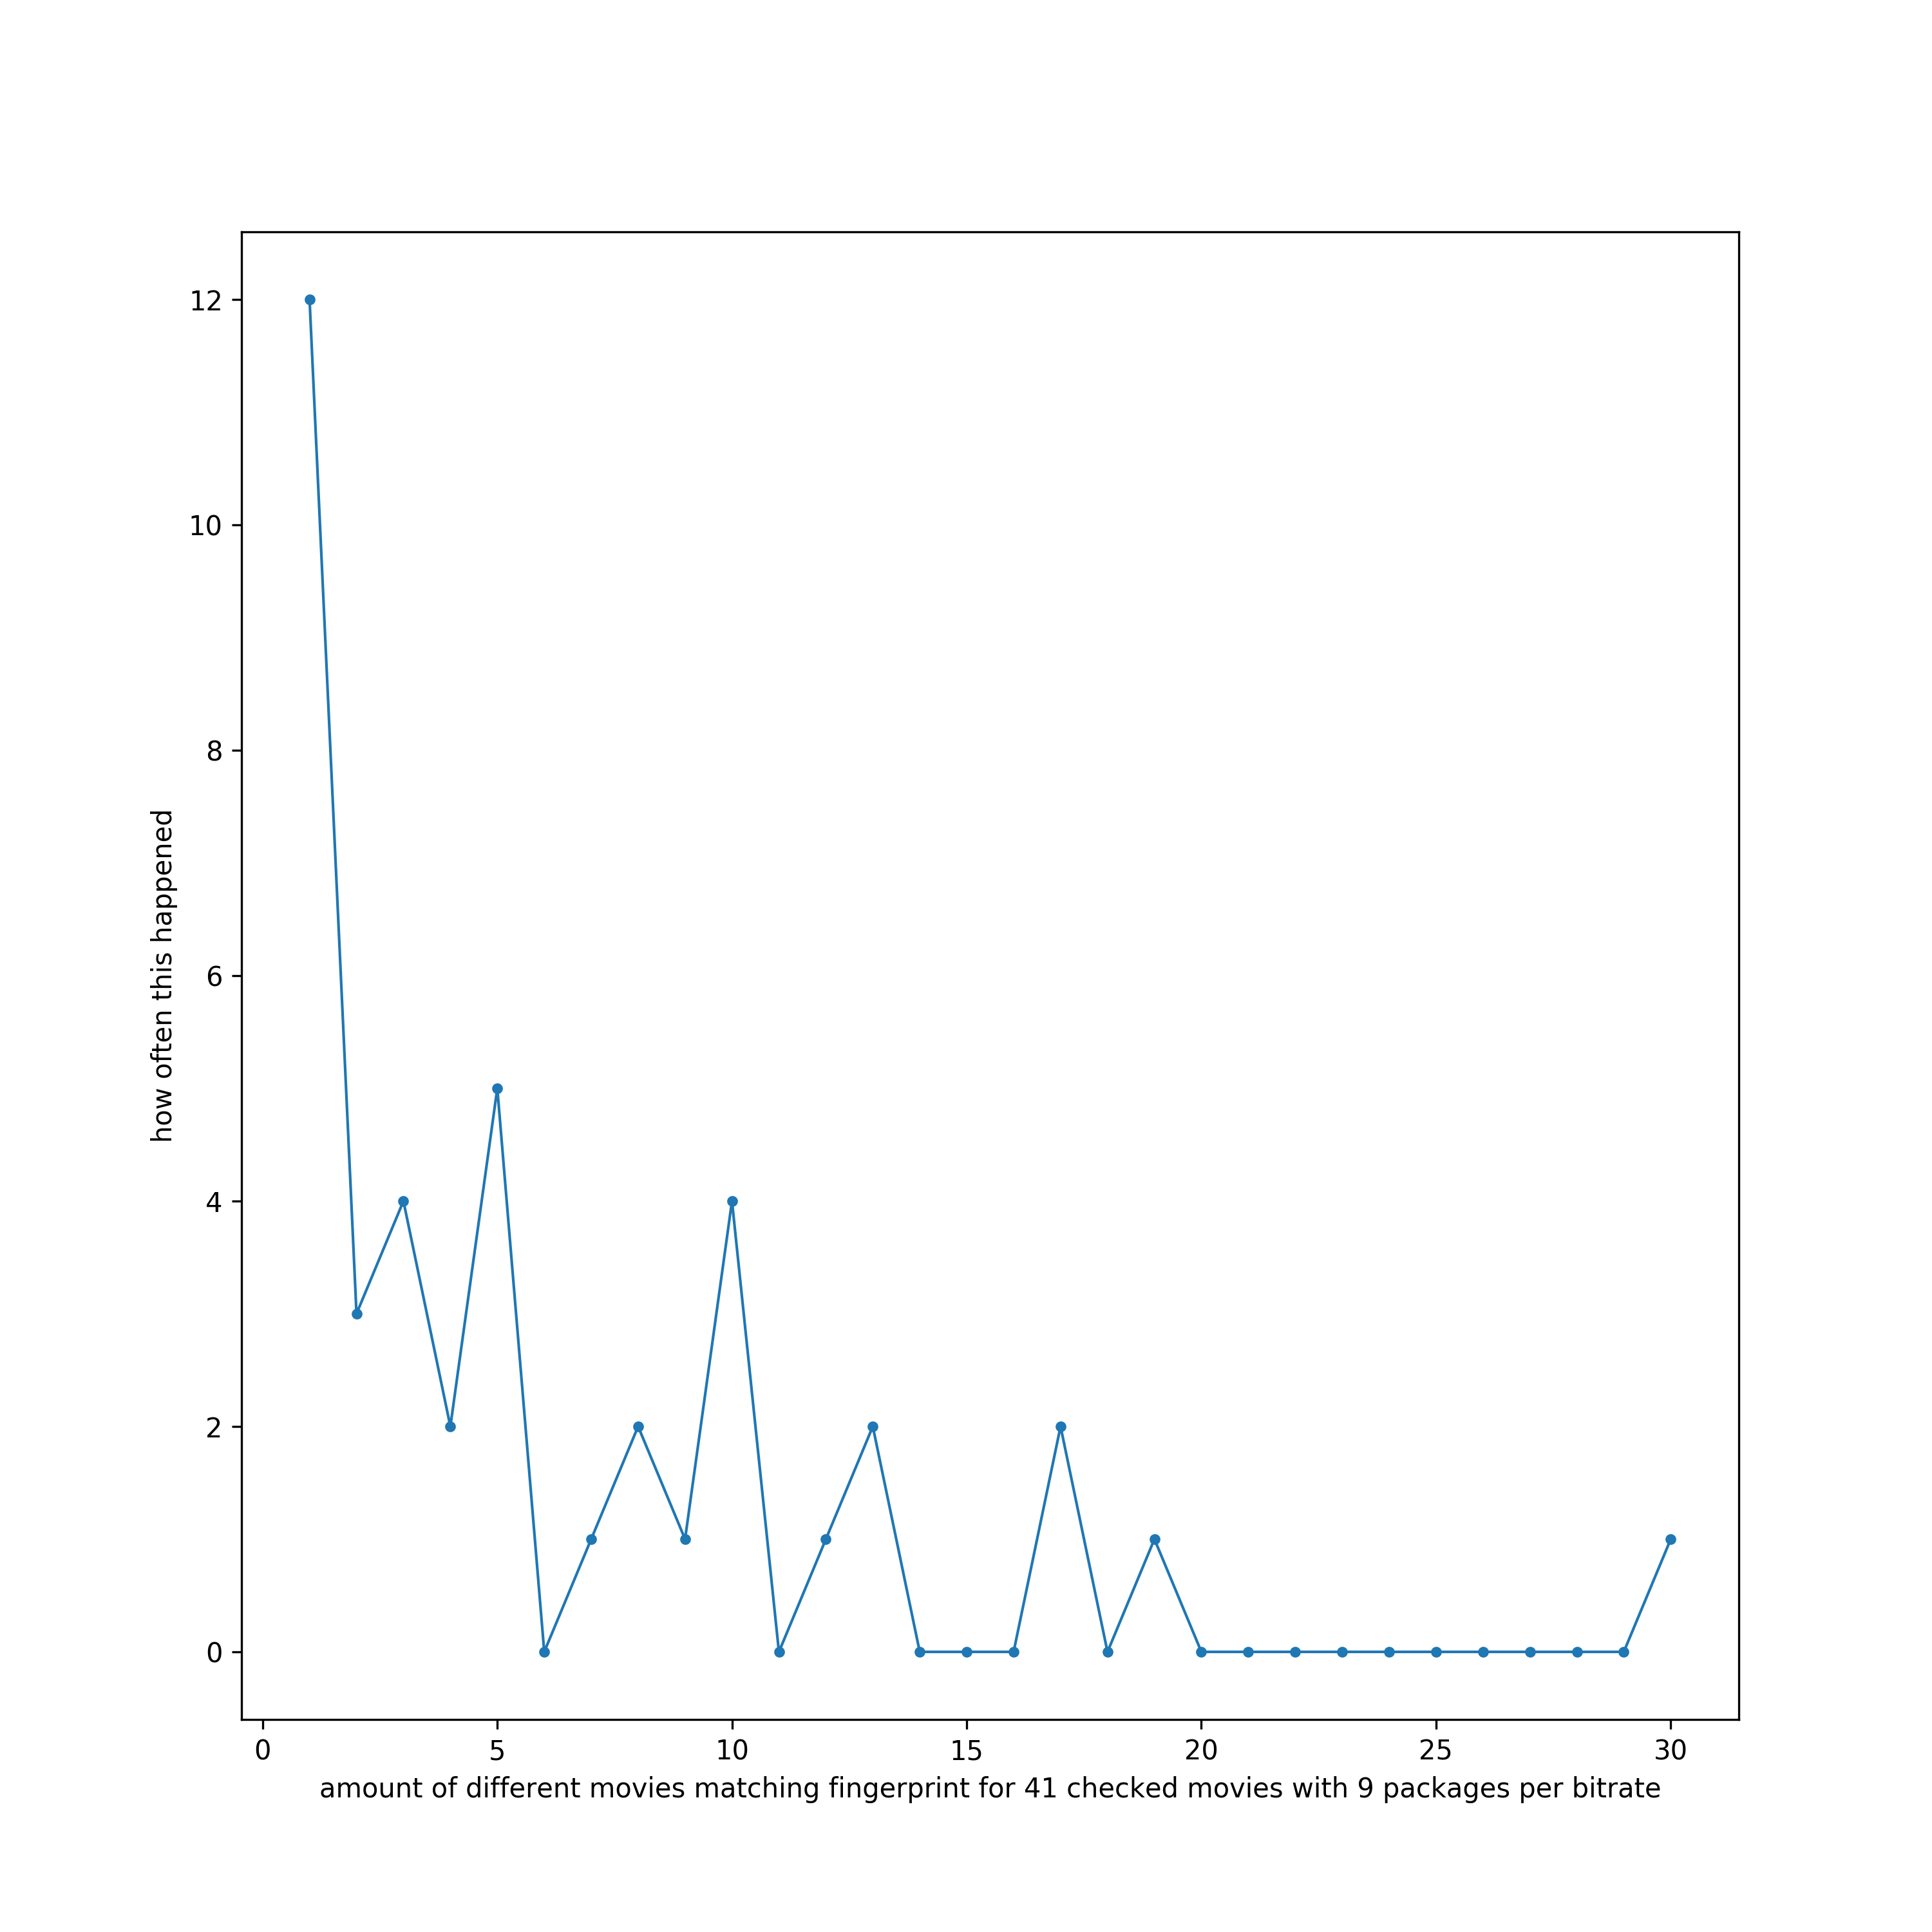 12
10
8
6
4
2
0
how often this happened
0 5 10 15 20 25 30
amount of different movies matching fingerprint for 41 checked movies with 9 packages per bitrate